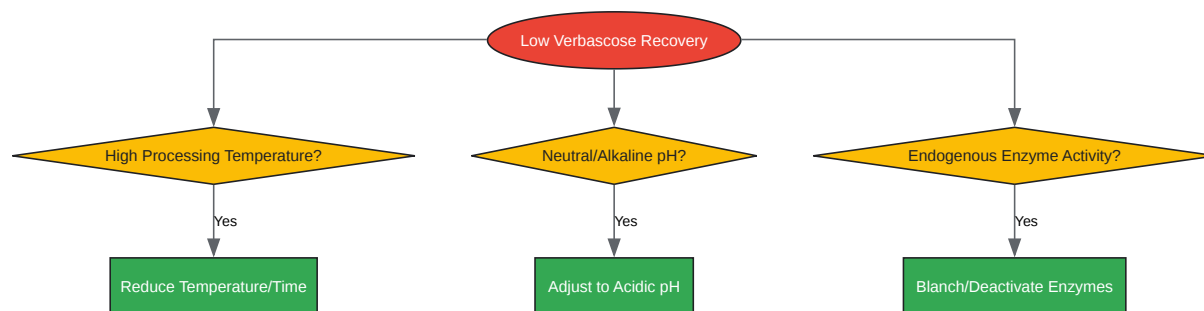 Low Verbascose Recovery
High Processing Temperature?
Neutral/Alkaline pH?
Endogenous Enzyme Activity?
Yes
Yes
Yes
Reduce Temperature/Time
Adjust to Acidic pH
Blanch/Deactivate Enzymes